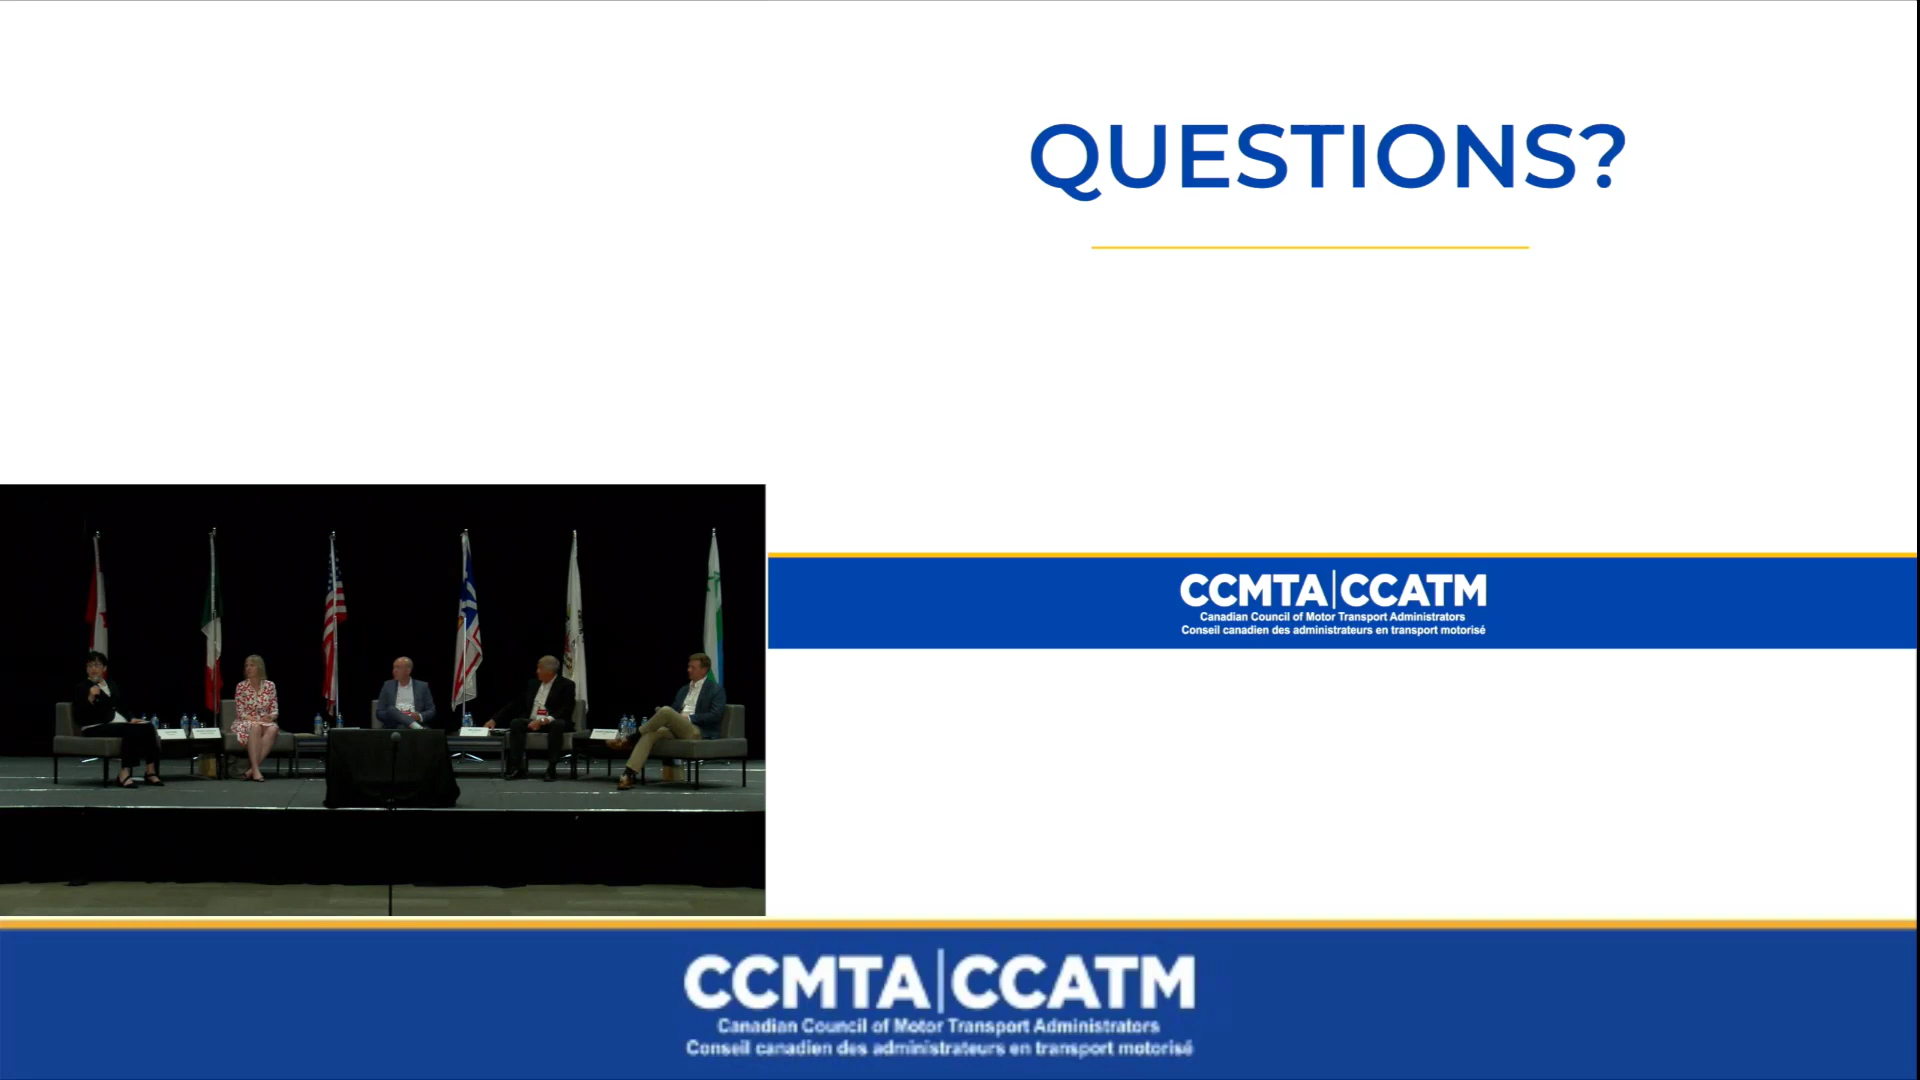 QUESTIONS?
CCMTA|CCATM
Canadian Council of Motor Transport Administrators
Conseil canadien des administrateurs en transport motorisé
CCMTA|CCATM
Canadian Council of Motor Transport Administrators
Conseil canadien des administrateurs en transport motorisé